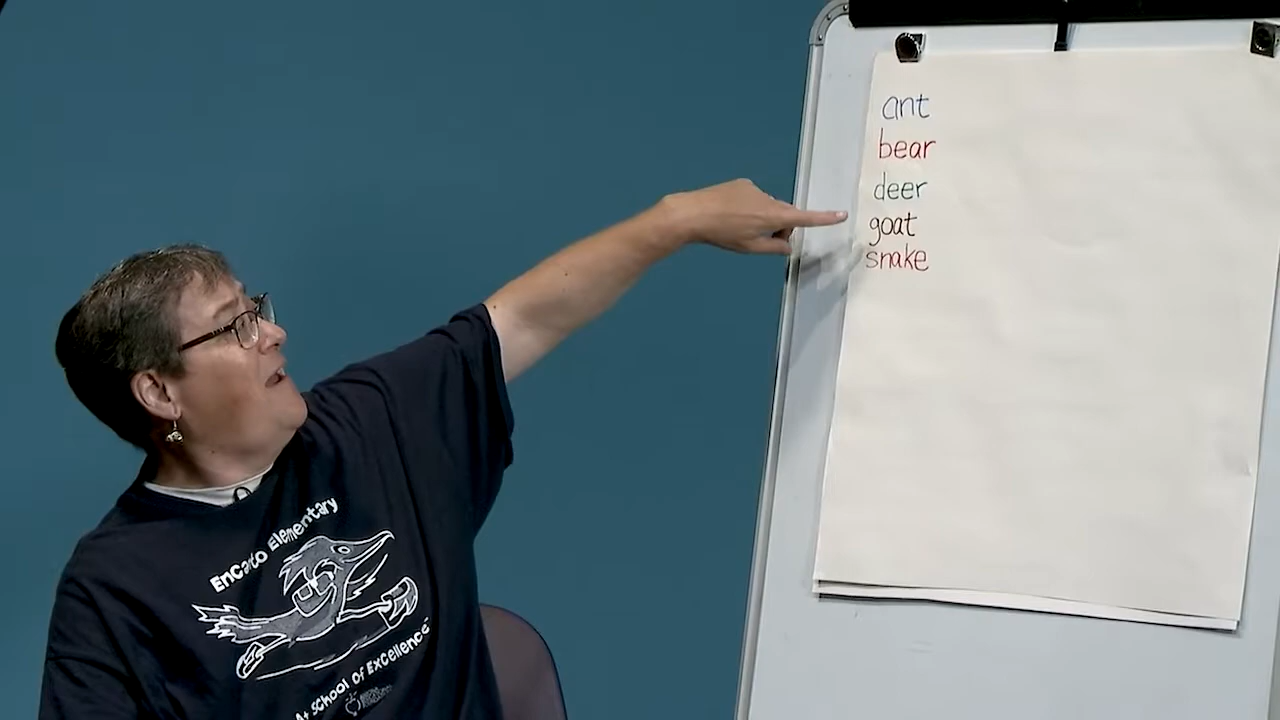 ant
bear
deer
goat
snake
Encanto Elementary
A+ School of Excellence